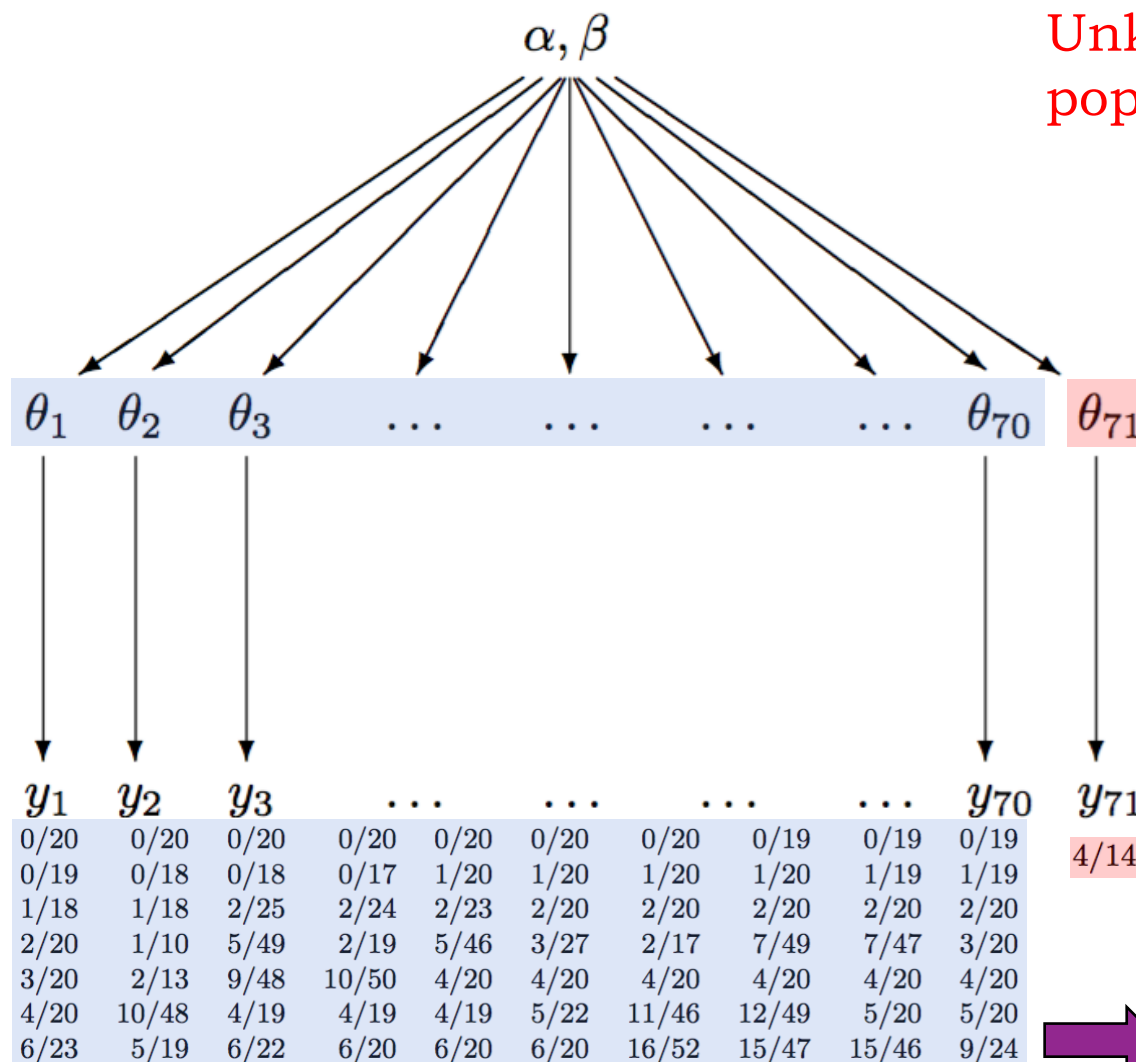 α, β
Unk
pop
θ₁ θ₂ θ₃ ... ... ... ... θ₇₀ θ₇₁
y₁ y₂ y₃ ... ... ... ... y₇₀ y₇₁
0/20 0/20 0/20 0/20 0/20 0/20 0/20 0/19 0/19 0/19
4/14
0/19 0/18 0/18 0/17 1/20 1/20 1/20 1/20 1/19 1/19
1/18 1/18 2/25 2/24 2/23 2/20 2/20 2/20 2/20 2/20
2/20 1/10 5/49 2/19 5/46 3/27 2/17 7/49 7/47 3/20
3/20 2/13 9/48 10/50 4/20 4/20 4/20 4/20 4/20 4/20
4/20 10/48 4/19 4/19 4/19 5/22 11/46 12/49 5/20 5/20
6/23 5/19 6/22 6/20 6/20 6/20 16/52 15/47 15/46 9/24